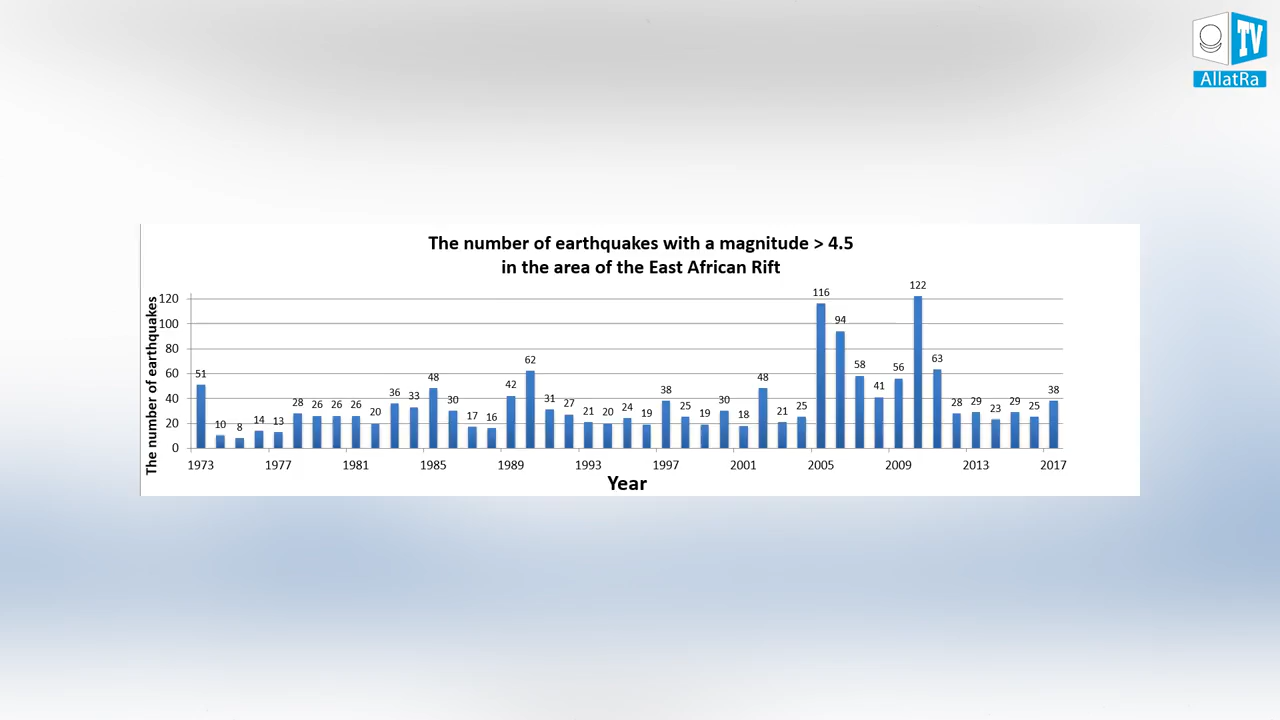 TV
AllatRa
The number of earthquakes with a magnitude > 4.5
in the area of the East African Rift
The number of earthquakes
120
100
80
60
40
20
0
51 10 8 14 13 28 26 26 26 20 36 33 48 30 17 16 42 62 31 27 21 20 24 19 38 25 19 30 18 48 21 25 116 94 58 41 56 122 63 28 29 23 29 25 38
1973 1977 1981 1985 1989 1993 1997 2001 2005 2009 2013 2017
Year